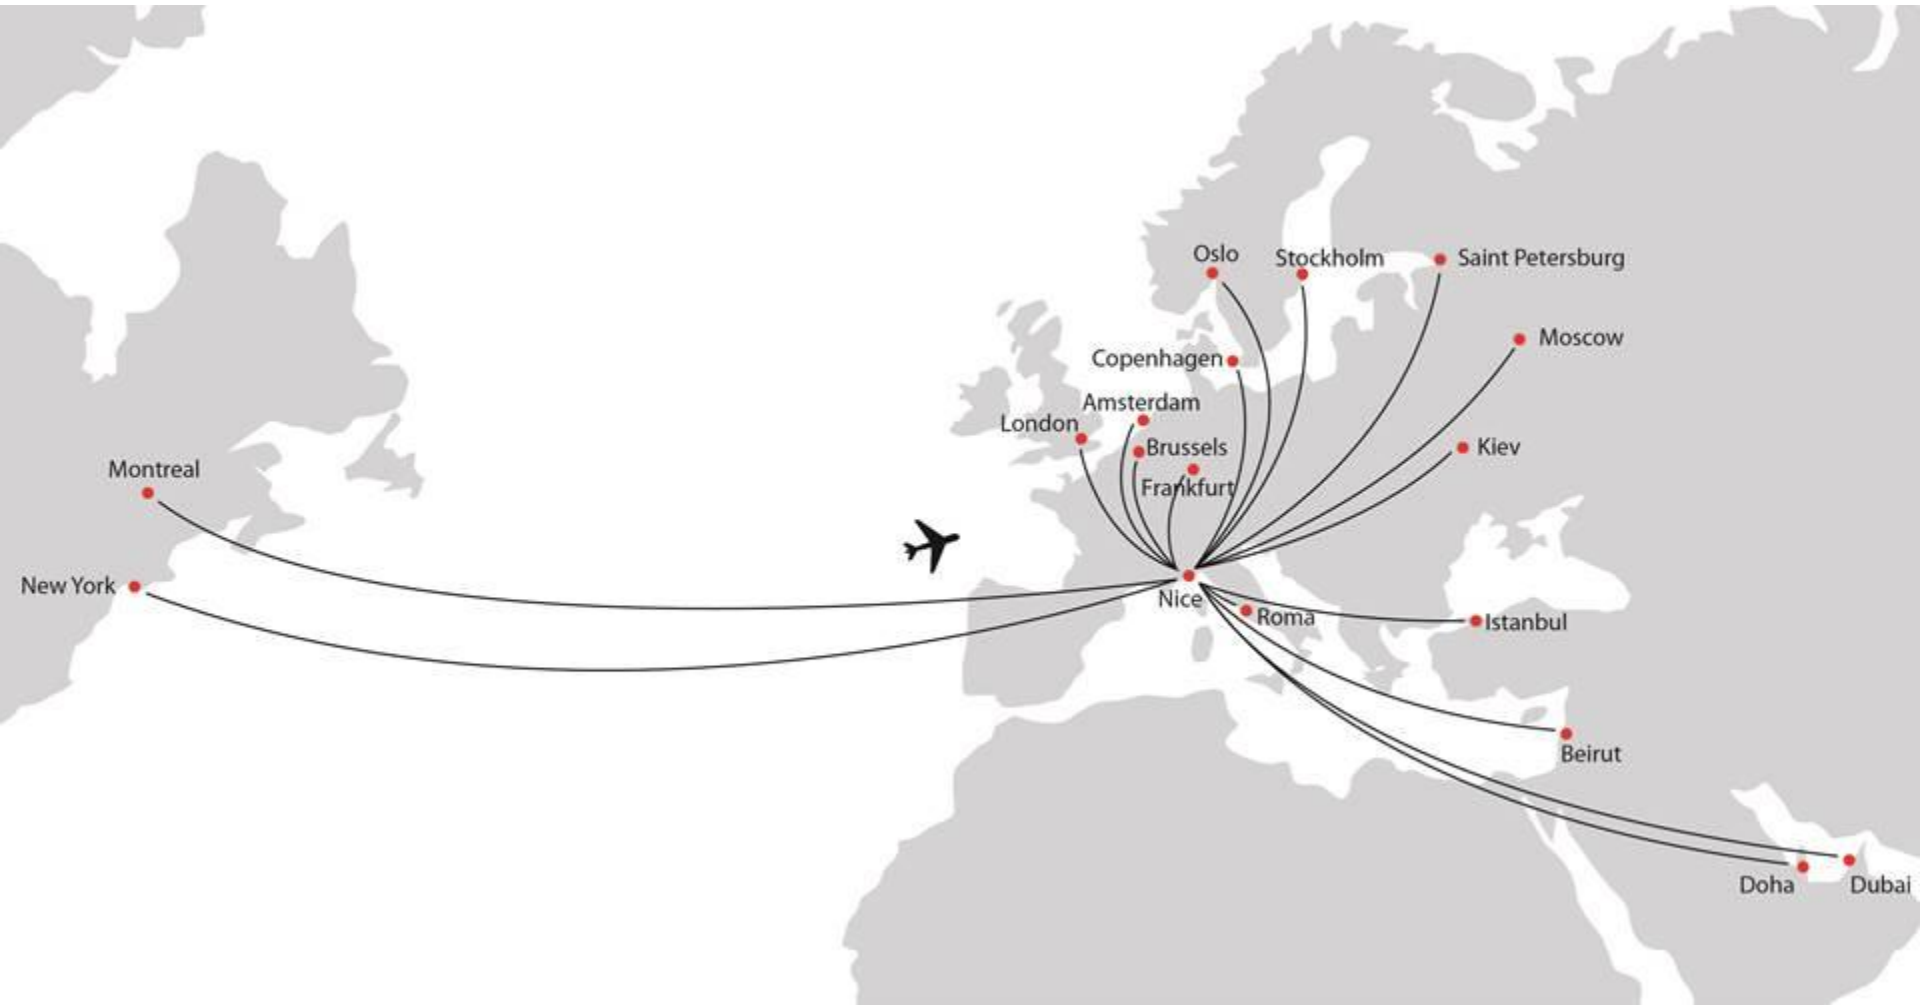 Oslo
Stockholm
Saint Petersburg
Moscow
Copenhagen
Amsterdam
London
Brussels
Kiev
Montreal
Frankfurt
New York
Nice
Roma
Istanbul
Beirut
Doha
Dubai